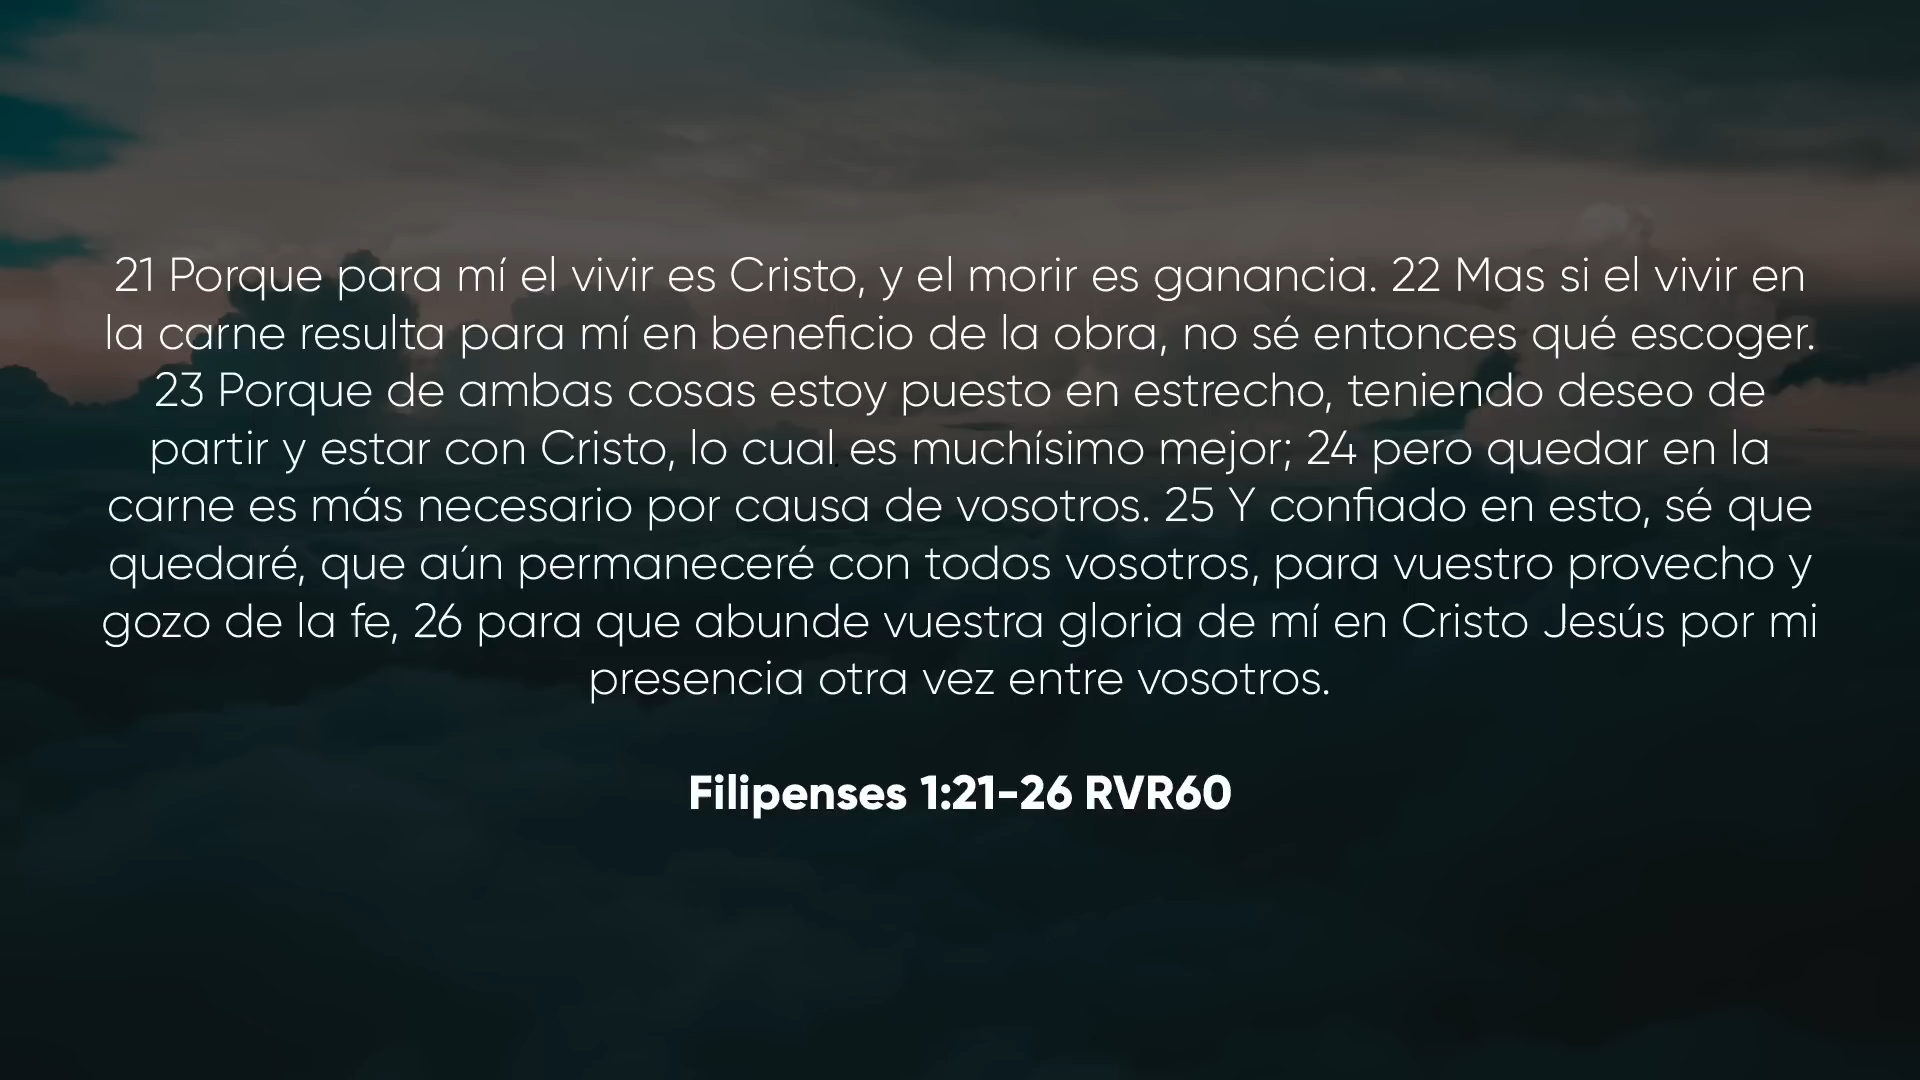 21 Porque para mí el vivir es Cristo, y el morir es ganancia. 22 Mas si el vivir en
la carne resulta para mí en beneficio de la obra, no sé entonces qué escoger.
23 Porque de ambas cosas estoy puesto en estrecho, teniendo deseo de
partir y estar con Cristo, lo cual es muchísimo mejor; 24 pero quedar en la
carne es más necesario por causa de vosotros. 25 Y confiado en esto, sé que
quedaré, que aún permaneceré con todos vosotros, para vuestro provecho y
gozo de la fe, 26 para que abunde vuestra gloria de mí en Cristo Jesús por mi
presencia otra vez entre vosotros.
Filipenses 1:21-26 RVR60